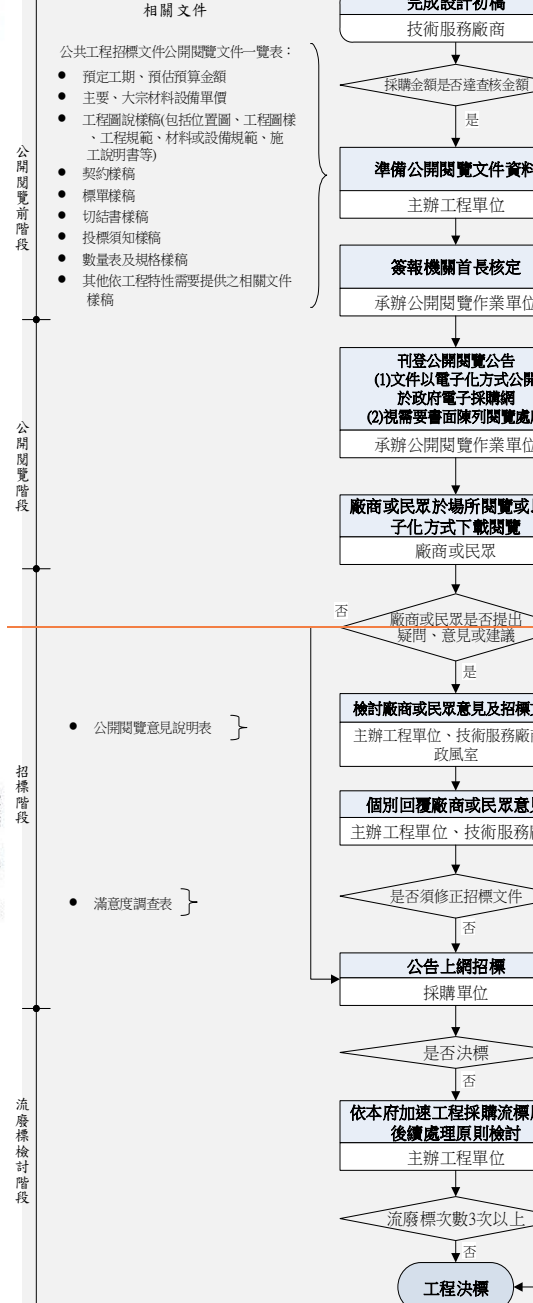 相關文件
公共工程招標文件公開閱覽文件一覽表：
● 預定工期、預估預算金額
● 主要、大宗材料設備單價
● 工程圖說樣稿(包括位置圖、工程圖樣
、工程規範、材料或設備規範、施
工說明書等)
● 契約樣稿
● 標單樣稿
● 切結書樣稿
● 投標須知樣稿
● 數量表及規格樣稿
● 其他依工程特性需要提供之相關文件
樣稿
公開閱覽前階段
公開閱覽階段
● 公開閱覽意見說明表
● 滿意度調查表
招標階段
流廢標檢討階段
完成設計初稿
技術服務廠商
採購金額是否達查核金額
是
準備公開閱覽文件資料
主辦工程單位
簽報機關首長核定
承辦公開閱覽作業單位
刊登公開閱覽公告
(1)文件以電子化方式公開
於政府電子採購網
(2)視需要書面陳列閱覽處
承辦公開閱覽作業單位
廠商或民眾於場所閱覽或
子化方式下載閱覽
廠商或民眾
否
廠商或民眾是否提出
疑問、意見或建議
是
檢討廠商或民眾意見及招標
主辦工程單位、技術服務廠
政風室
個別回覆廠商或民眾意
主辦工程單位、技術服務
是否須修正招標文件
否
公告上網招標
採購單位
是否決標
否
依本府加速工程採購流標
後續處理原則檢討
主辦工程單位
流廢標次數3次以上
否
工程決標